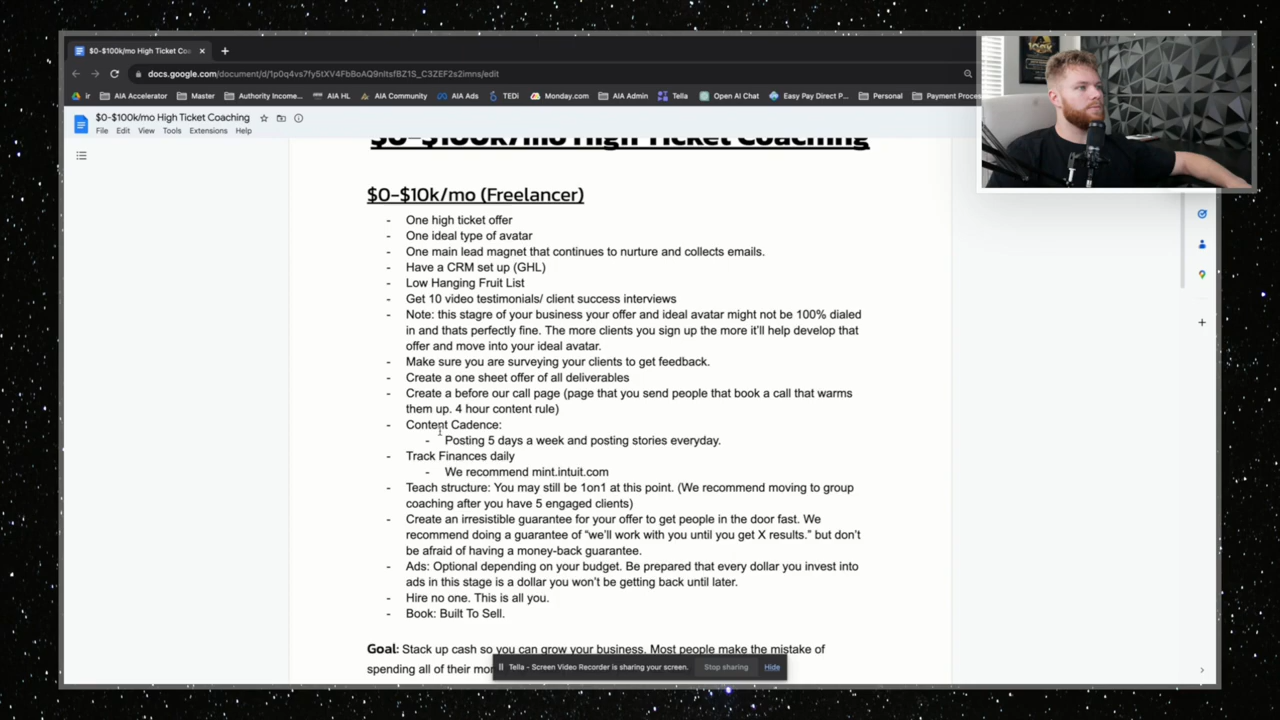 $0-$100k/mo High Ticket Coa
docs.google.com/document/d/1p0q4vs7fy5tXV4FbBoAQ9nltsfBZ1S_C3ZEF2s2imns/edit
ir AIA Accelerator Master Authority Income... AIA HL AIA Community AIA Ads TEDi Monday.com AIA Admin Tella Open AI Chat Easy Pay Direct P... Personal Payment Proces
$0-$100k/mo High Ticket Coaching
File Edit View Tools Extensions Help
$0-$100k/mo High Ticket Coaching
$0-$10k/mo (Freelancer)
- One high ticket offer
- One ideal type of avatar
- One main lead magnet that continues to nurture and collects emails.
- Have a CRM set up (GHL)
- Low Hanging Fruit List
- Get 10 video testimonials/ client success interviews
- Note: this stagre of your business your offer and ideal avatar might not be 100% dialed
in and thats perfectly fine. The more clients you sign up the more it'll help develop that
offer and move into your ideal avatar.
- Make sure you are surveying your clients to get feedback.
- Create a one sheet offer of all deliverables
- Create a before our call page (page that you send people that book a call that warms
them up. 4 hour content rule)
- Content Cadence:
- Posting 5 days a week and posting stories everyday.
- Track Finances daily
- We recommend mint.intuit.com
- Teach structure: You may still be 1on1 at this point. (We recommend moving to group
coaching after you have 5 engaged clients)
- Create an irresistible guarantee for your offer to get people in the door fast. We
recommend doing a guarantee of "we'll work with you until you get X results." but don't
be afraid of having a money-back guarantee.
- Ads: Optional depending on your budget. Be prepared that every dollar you invest into
ads in this stage is a dollar you won't be getting back until later.
- Hire no one. This is all you.
- Book: Built To Sell.
Goal: Stack up cash so you can grow your business. Most people make the mistake of
spending all of their
Tella - Screen Video Recorder is sharing your screen. Stop sharing Hide